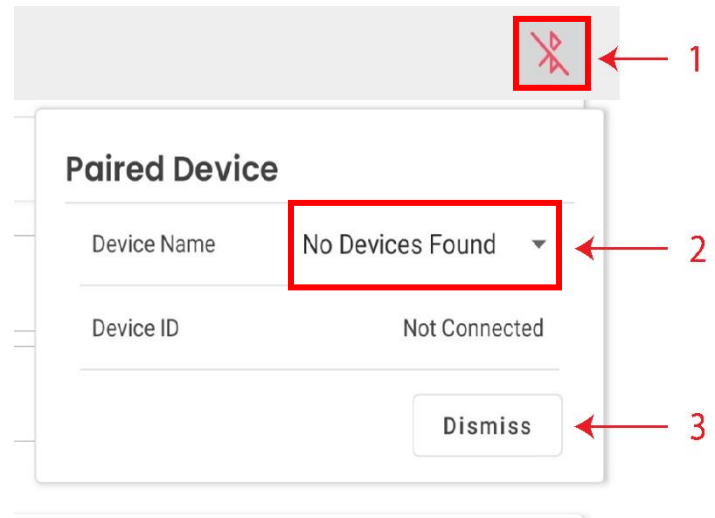 1
Paired Device
Device Name No Devices Found 2
Device ID Not Connected
Dismiss 3